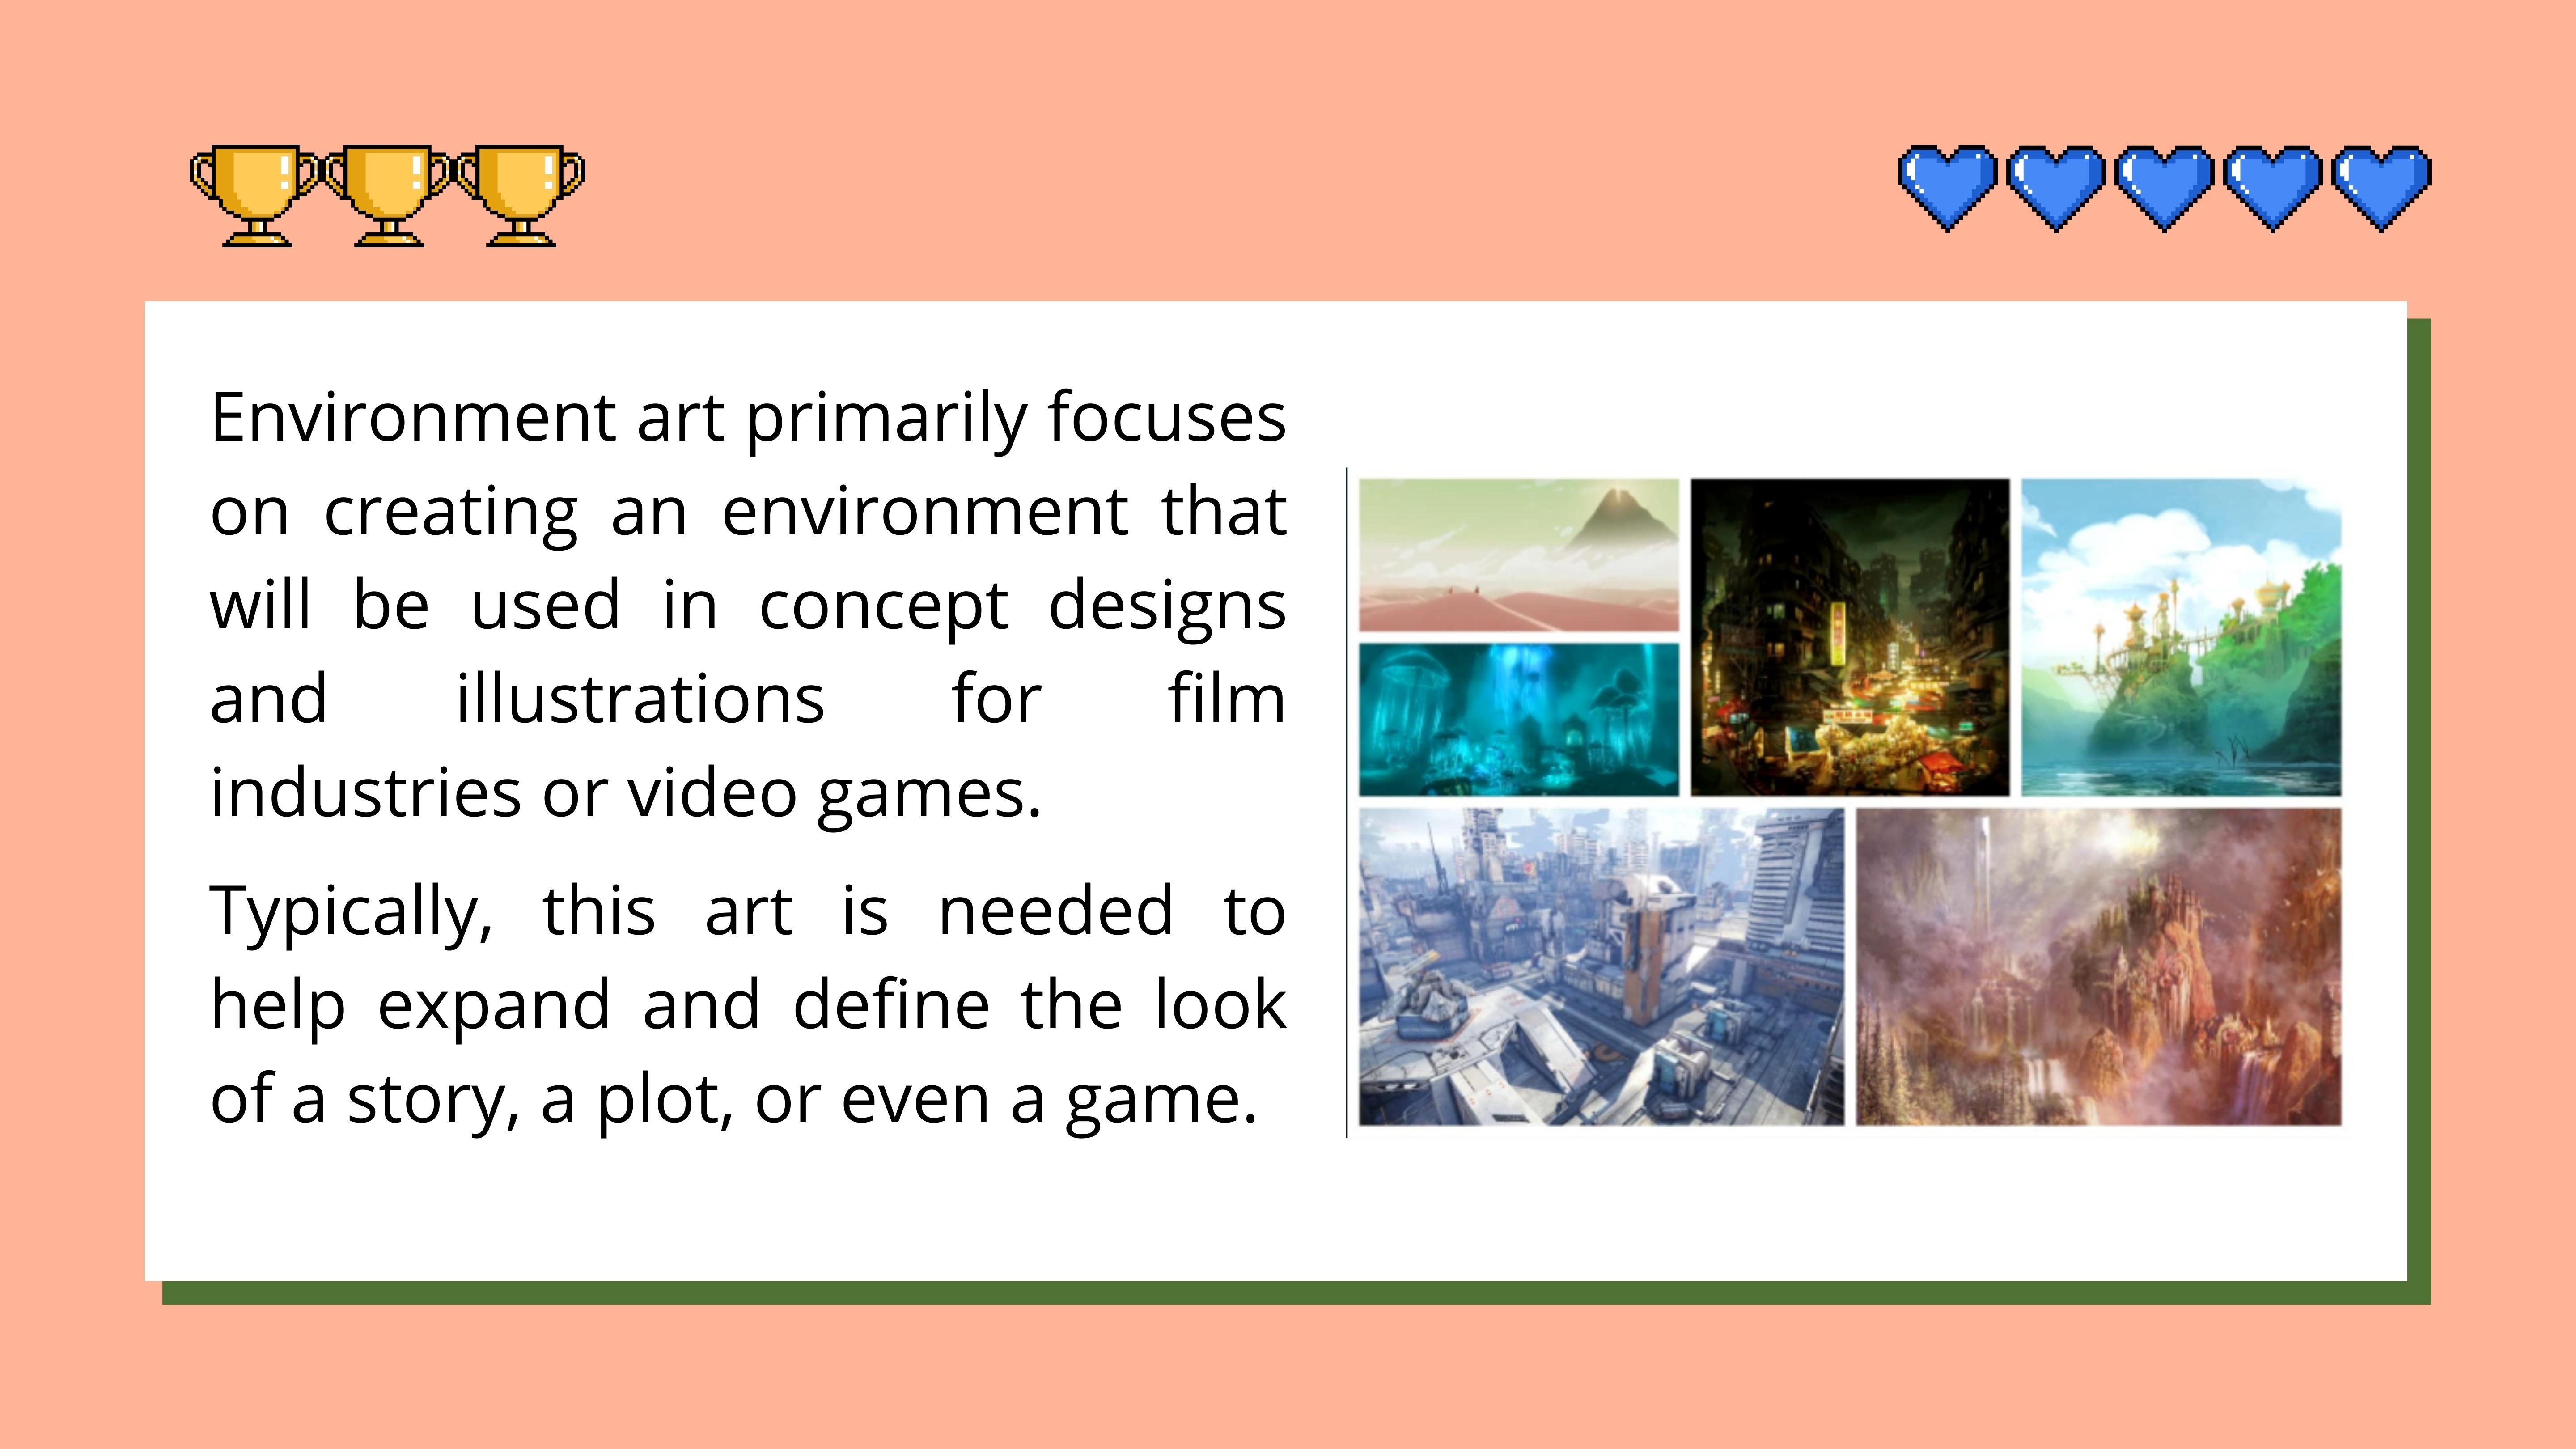 Environment art primarily focuses
on creating an environment that
will be used in concept designs
and illustrations for film
industries or video games.
Typically, this art is needed to
help expand and define the look
of a story, a plot, or even a game.